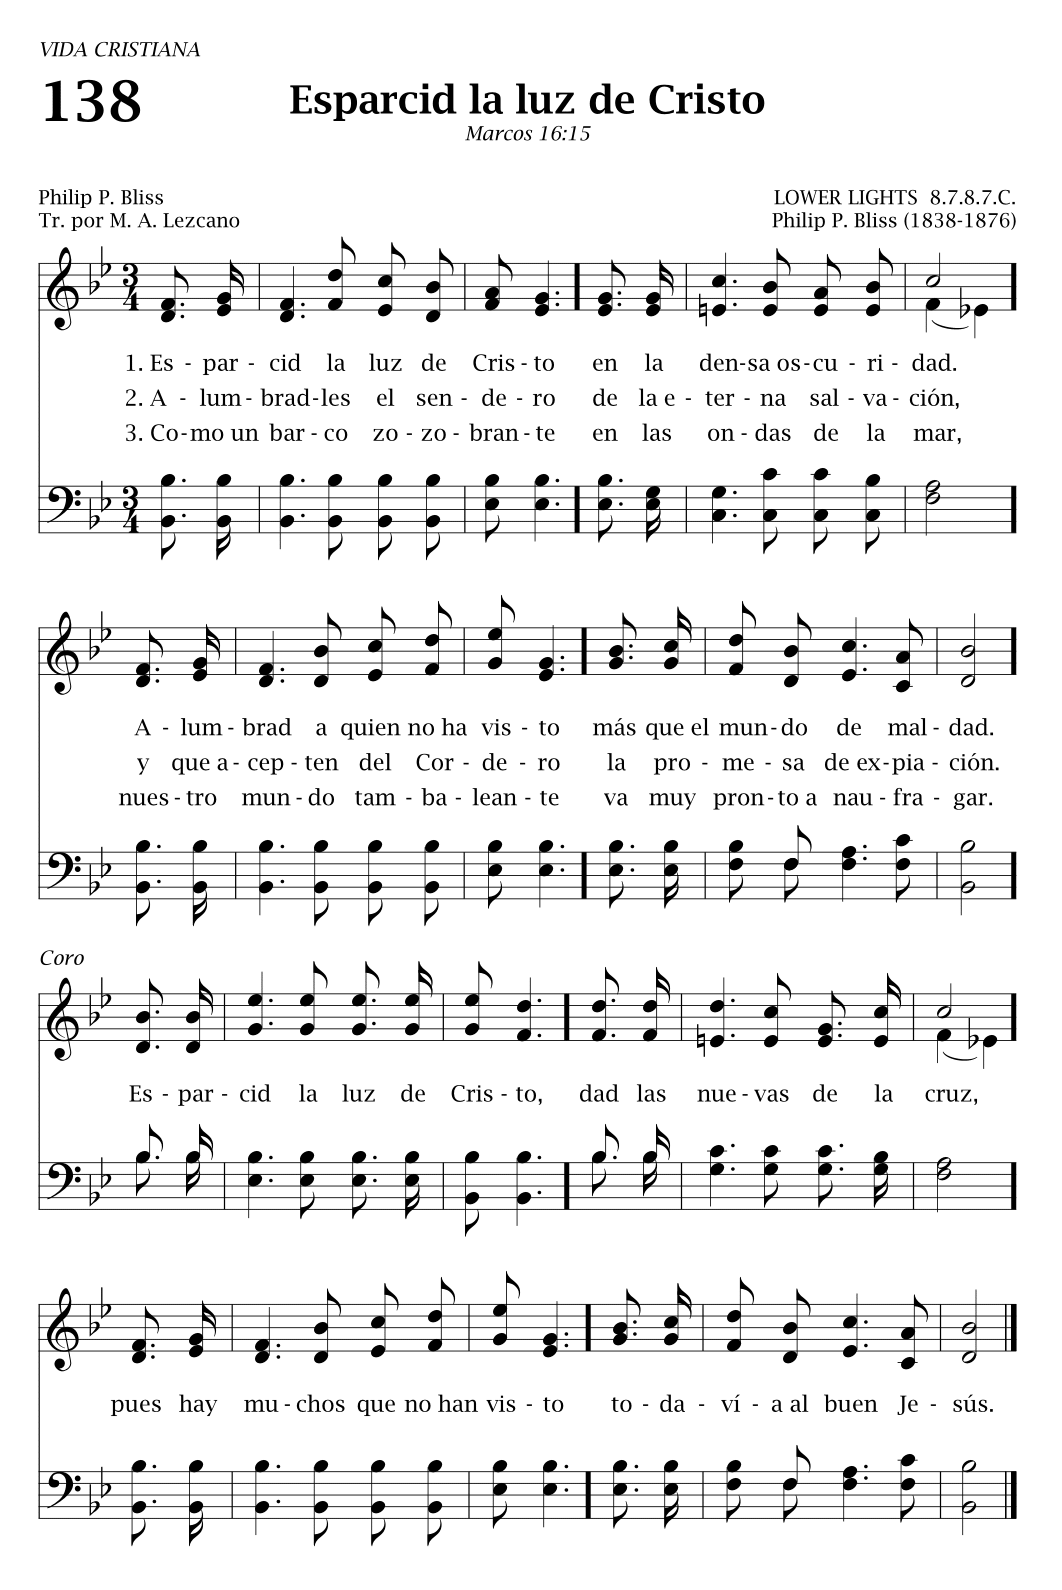 VIDA CRISTIANA
138 Esparcid la luz de Cristo
Marcos 16:15
Philip P. Bliss LOWER LIGHTS 8.7.8.7.C.
Tr. por M. A. Lezcano Philip P. Bliss (1838-1876)
1. Es - par - cid la luz de Cris - to en la den-sa os-cu - ri - dad.
2. A - lum - brad-les el sen - de - ro de la e - ter - na sal - va - ción,
3. Co-mo un bar - co zo - zo - bran - te en las on - das de la mar,
A - lum - brad a quien no ha vis - to más que el mun-do de mal - dad.
y que a - cep - ten del Cor - de - ro la pro - me - sa de ex-pia - ción.
nues - tro mun - do tam - ba - lean - te va muy pron-to a nau - fra - gar.
Coro
Es - par - cid la luz de Cris - to, dad las nue - vas de la cruz,
pues hay mu - chos que no han vis - to to - da - ví - a al buen Je - sús.